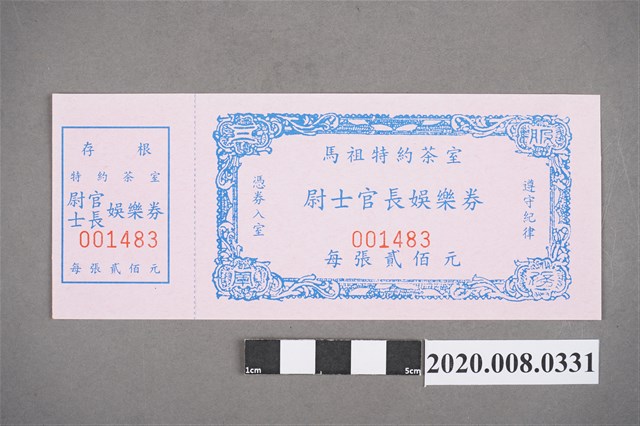 存 根
特約茶室
尉官
士長
娛樂券
001483
每張貳佰元
馬祖特約茶室
憑券入室
尉士官長娛樂券
遵守紀律
001483
每張貳佰元
服
務
1cm
5cm
2020.008.0331